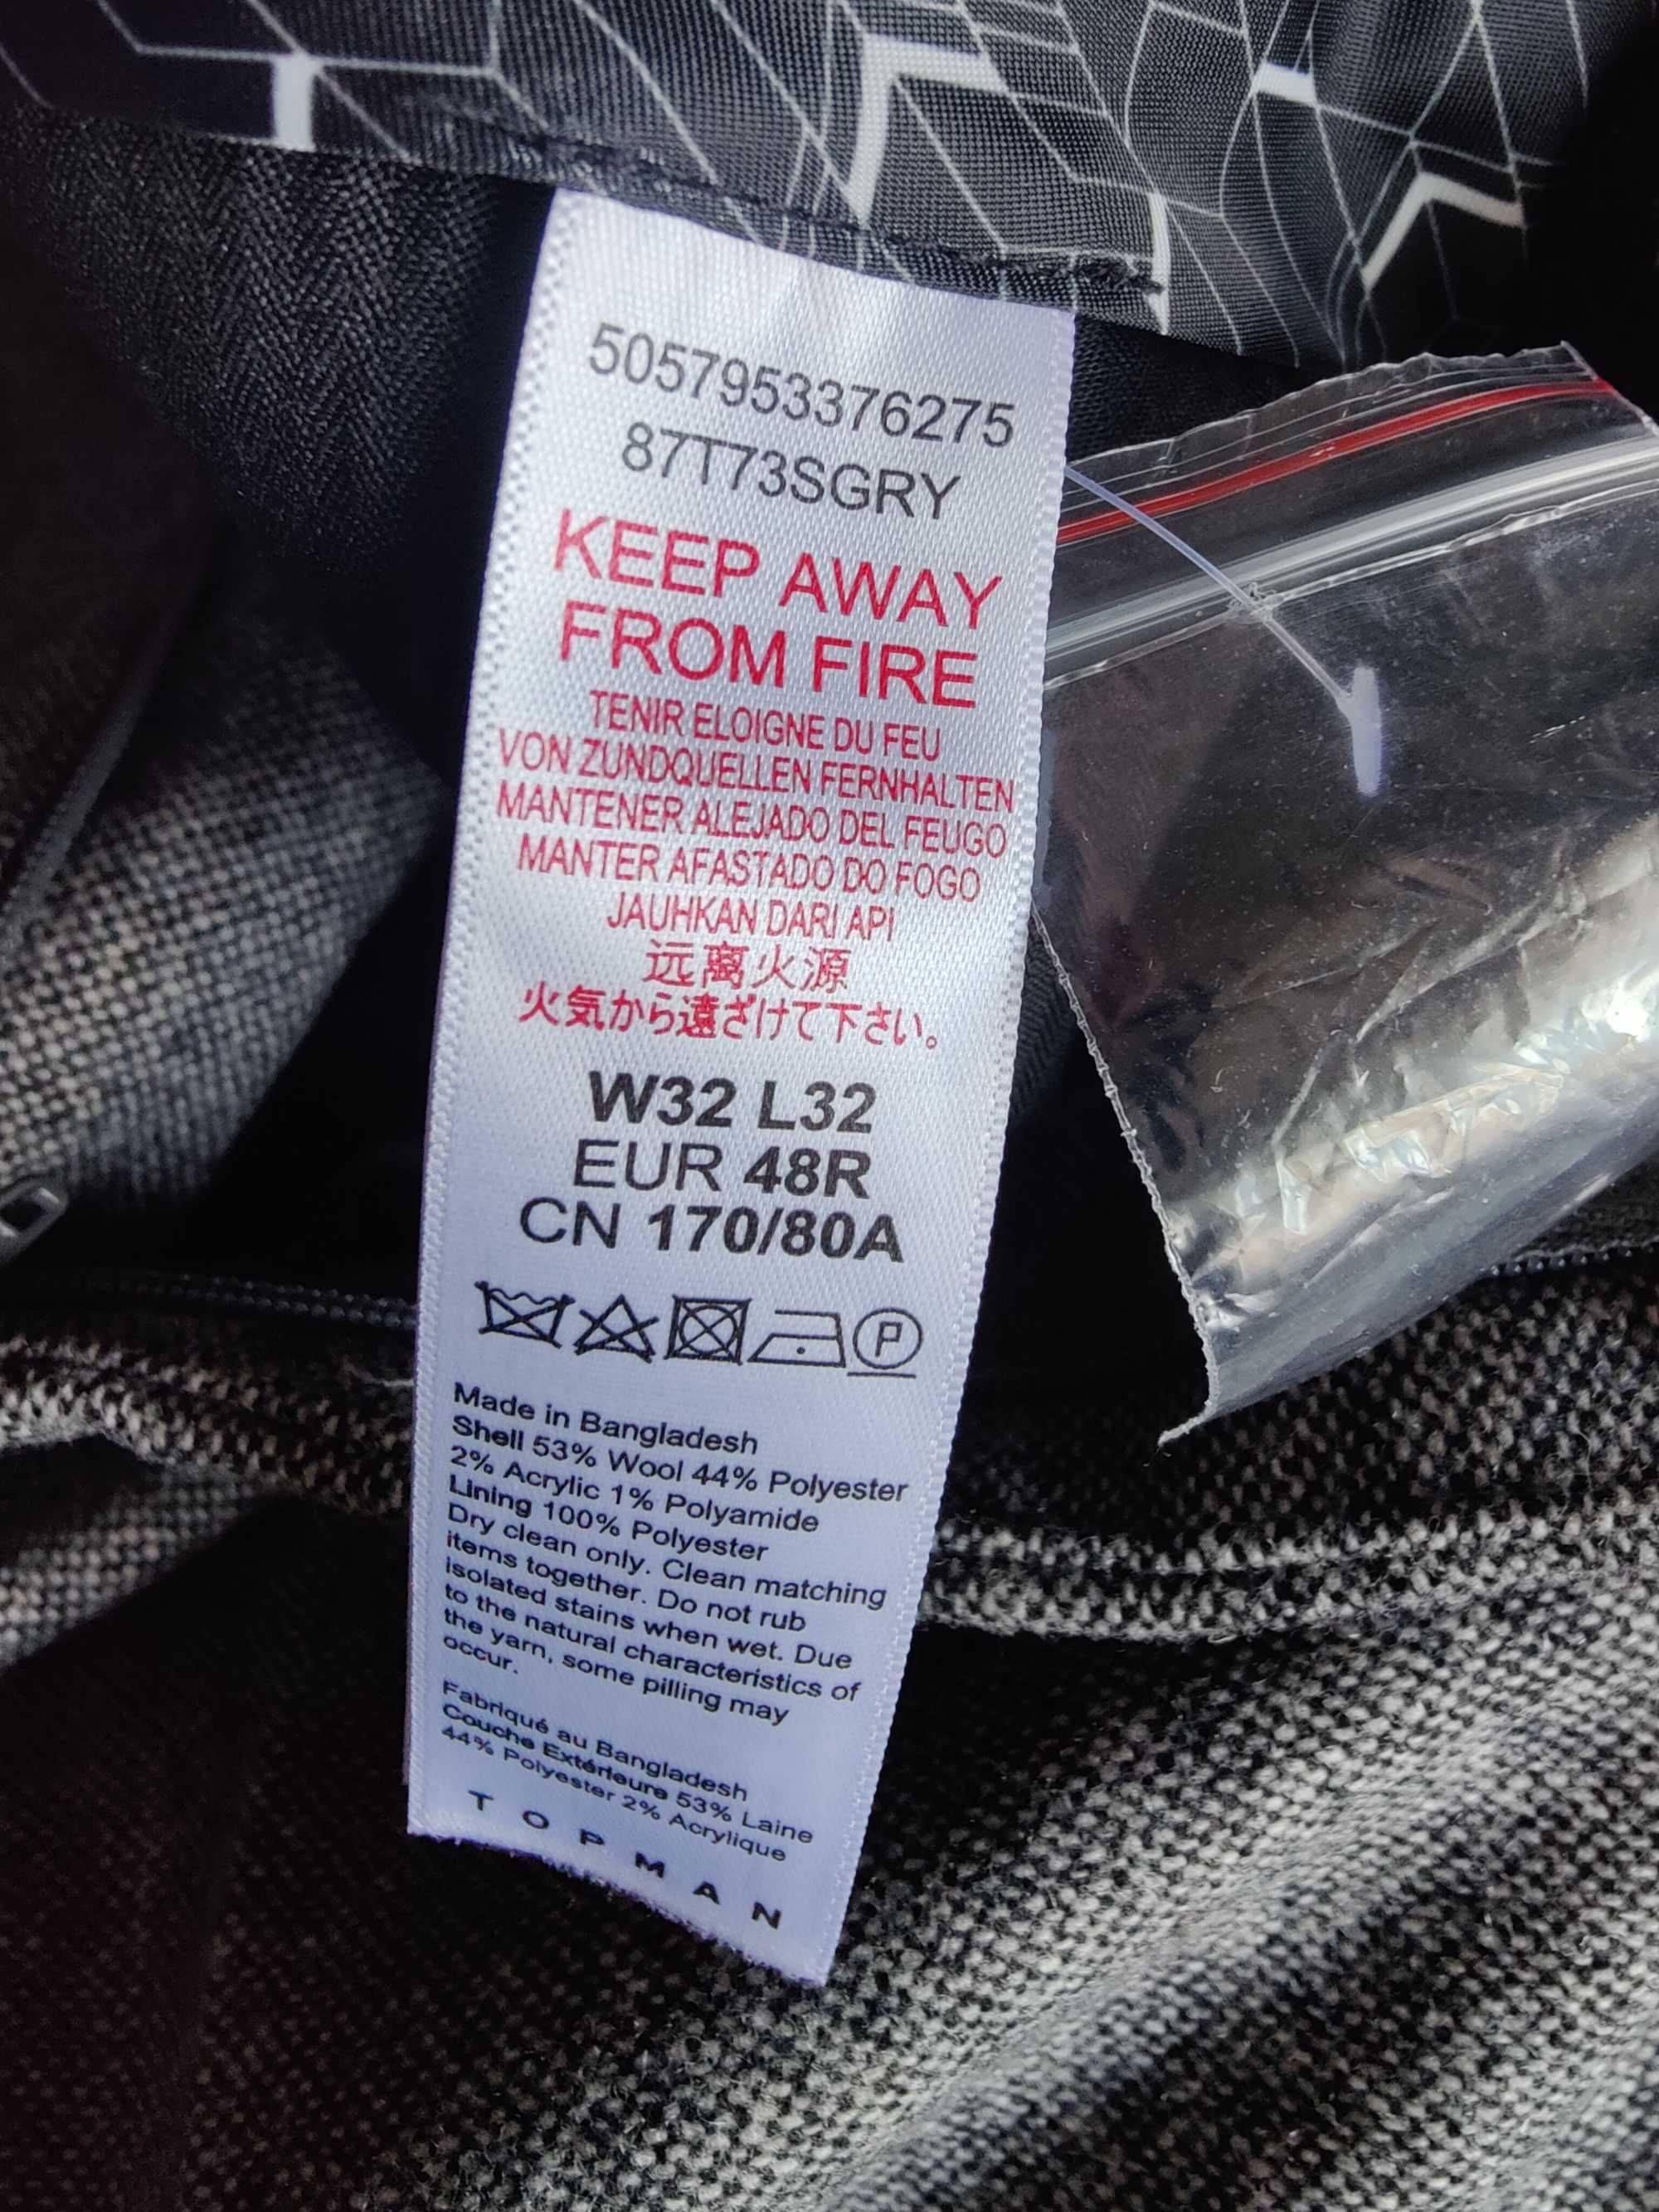 5057953376275
87T73SGRY
KEEP AWAY
FROM FIRE
TENIR ELOIGNE DU FEU
VON ZUNDQUELLEN FERNHALTEN
MANTENER ALEJADO DEL FEUGO
MANTER AFASTADO DO FOGO
JAUHKAN DARI API
远离火源
火気から遠ざけて下さい。
W32 L32
EUR 48R
CN 170/80A
P
Made in Bangladesh
Shell 53% Wool 44% Polyester
2% Acrylic 1% Polyamide
Lining 100% Polyester
Dry clean only. Clean matching
items together. Do not rub
isolated stains when wet. Due
to the natural characteristics of
the yarn, some pilling may
occur.
Fabriqué au Bangladesh
Couche Extérieure 53% Laine
44% Polyester 2% Acrylique
TOPMAN